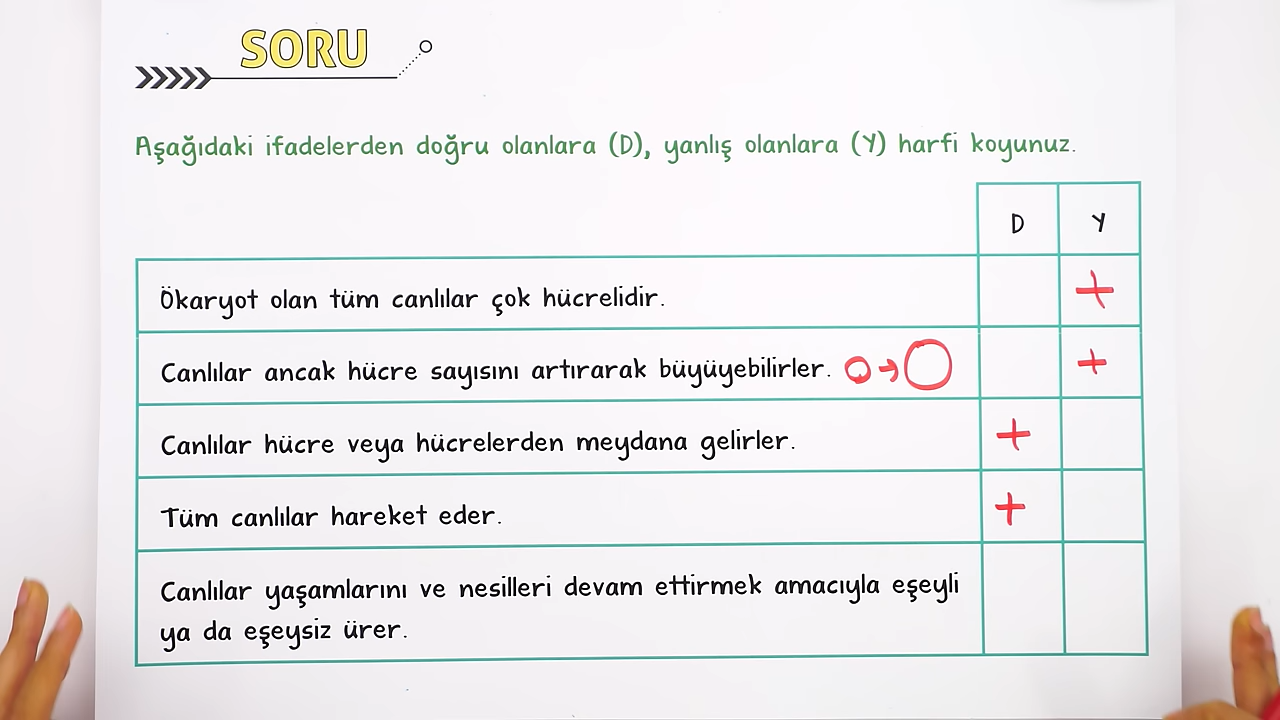 SORU
Aşağıdaki ifadelerden doğru olanlara (D), yanlış olanlara (Y) harfi koyunuz.
D Y
Ökaryot olan tüm canlılar çok hücrelidir. +
Canlılar ancak hücre sayısını artırarak büyüyebilirler. → +
Canlılar hücre veya hücrelerden meydana gelirler. +
Tüm canlılar hareket eder. +
Canlılar yaşamlarını ve nesilleri devam ettirmek amacıyla eşeyli
ya da eşeysiz ürer.